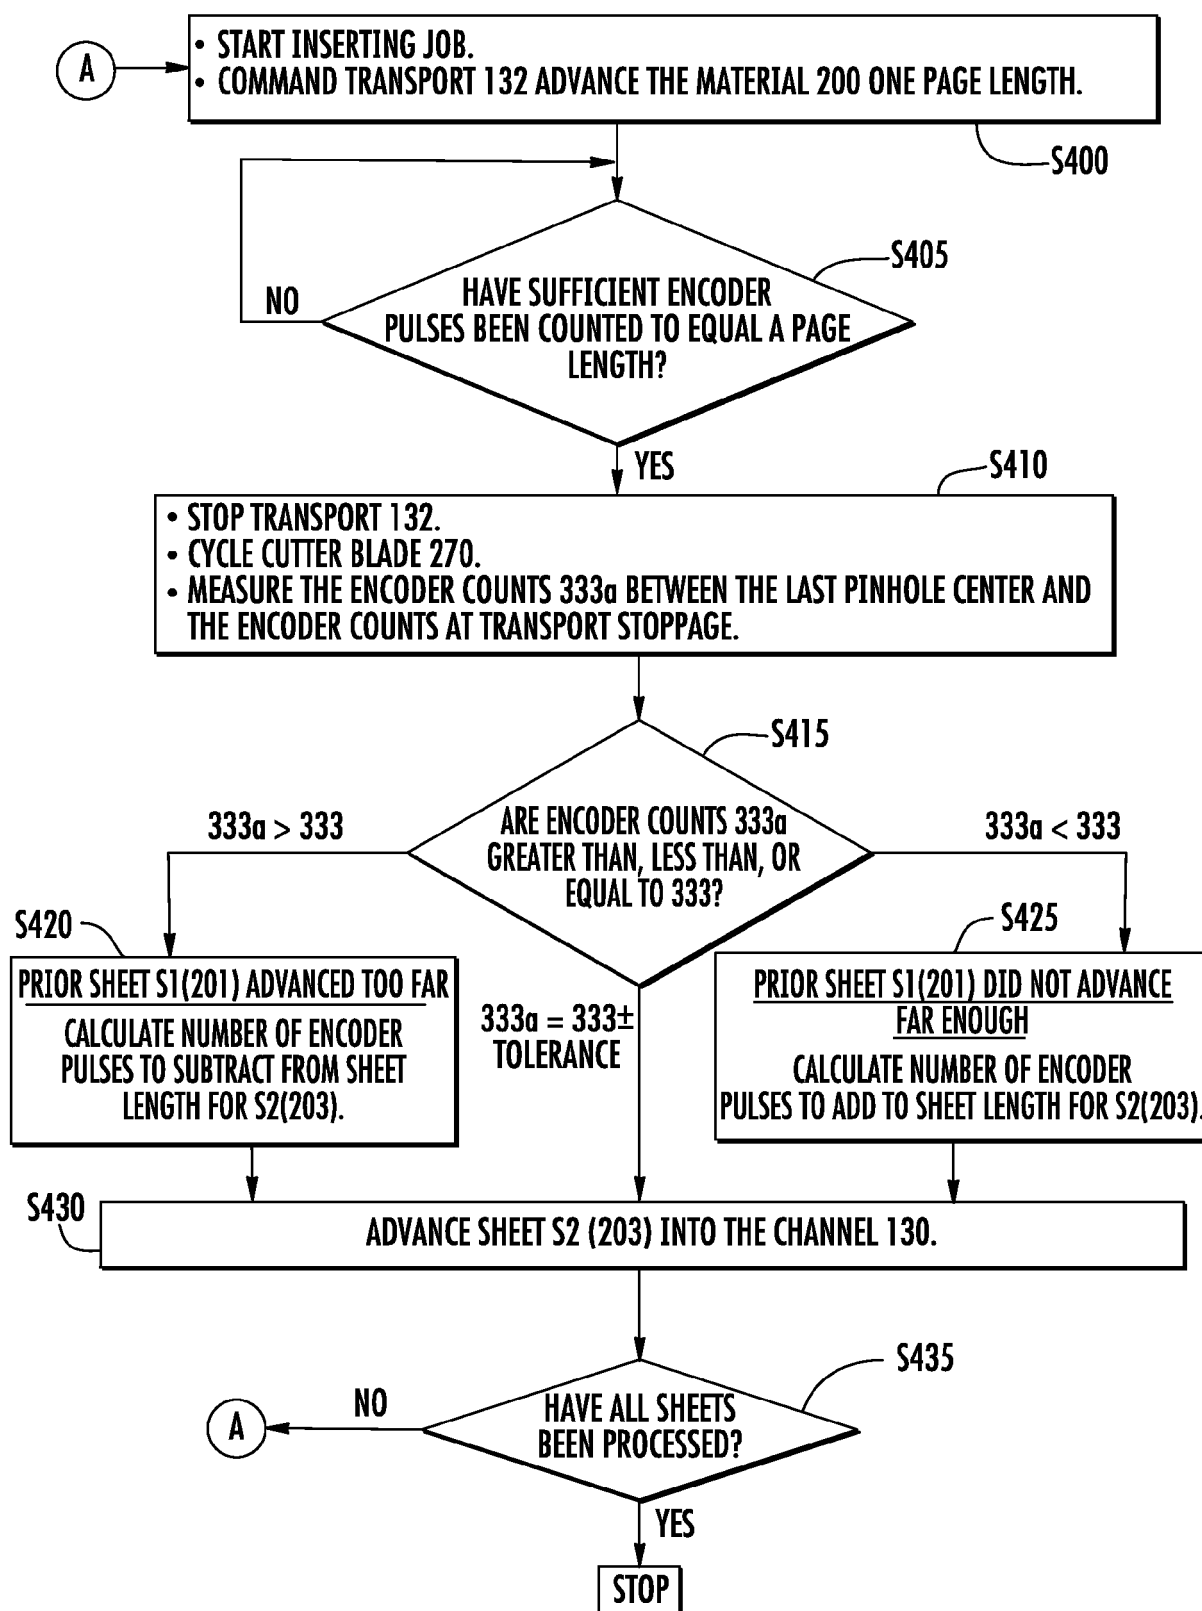 A
• START INSERTING JOB.
• COMMAND TRANSPORT 132 ADVANCE THE MATERIAL 200 ONE PAGE LENGTH.
S400
S405
HAVE SUFFICIENT ENCODER
PULSES BEEN COUNTED TO EQUAL A PAGE
LENGTH?
NO
YES
S410
• STOP TRANSPORT 132.
• CYCLE CUTTER BLADE 270.
• MEASURE THE ENCODER COUNTS 333a BETWEEN THE LAST PINHOLE CENTER AND
THE ENCODER COUNTS AT TRANSPORT STOPPAGE.
S415
ARE ENCODER COUNTS 333a
GREATER THAN, LESS THAN, OR
EQUAL TO 333?
333a > 333
333a < 333
S420
PRIOR SHEET S1(201) ADVANCED TOO FAR
CALCULATE NUMBER OF ENCODER
PULSES TO SUBTRACT FROM SHEET
LENGTH FOR S2(203).
333a = 333±
TOLERANCE
S425
PRIOR SHEET S1(201) DID NOT ADVANCE
FAR ENOUGH
CALCULATE NUMBER OF ENCODER
PULSES TO ADD TO SHEET LENGTH FOR S2(203).
S430
ADVANCE SHEET S2 (203) INTO THE CHANNEL 130.
S435
HAVE ALL SHEETS
BEEN PROCESSED?
NO
A
YES
STOP